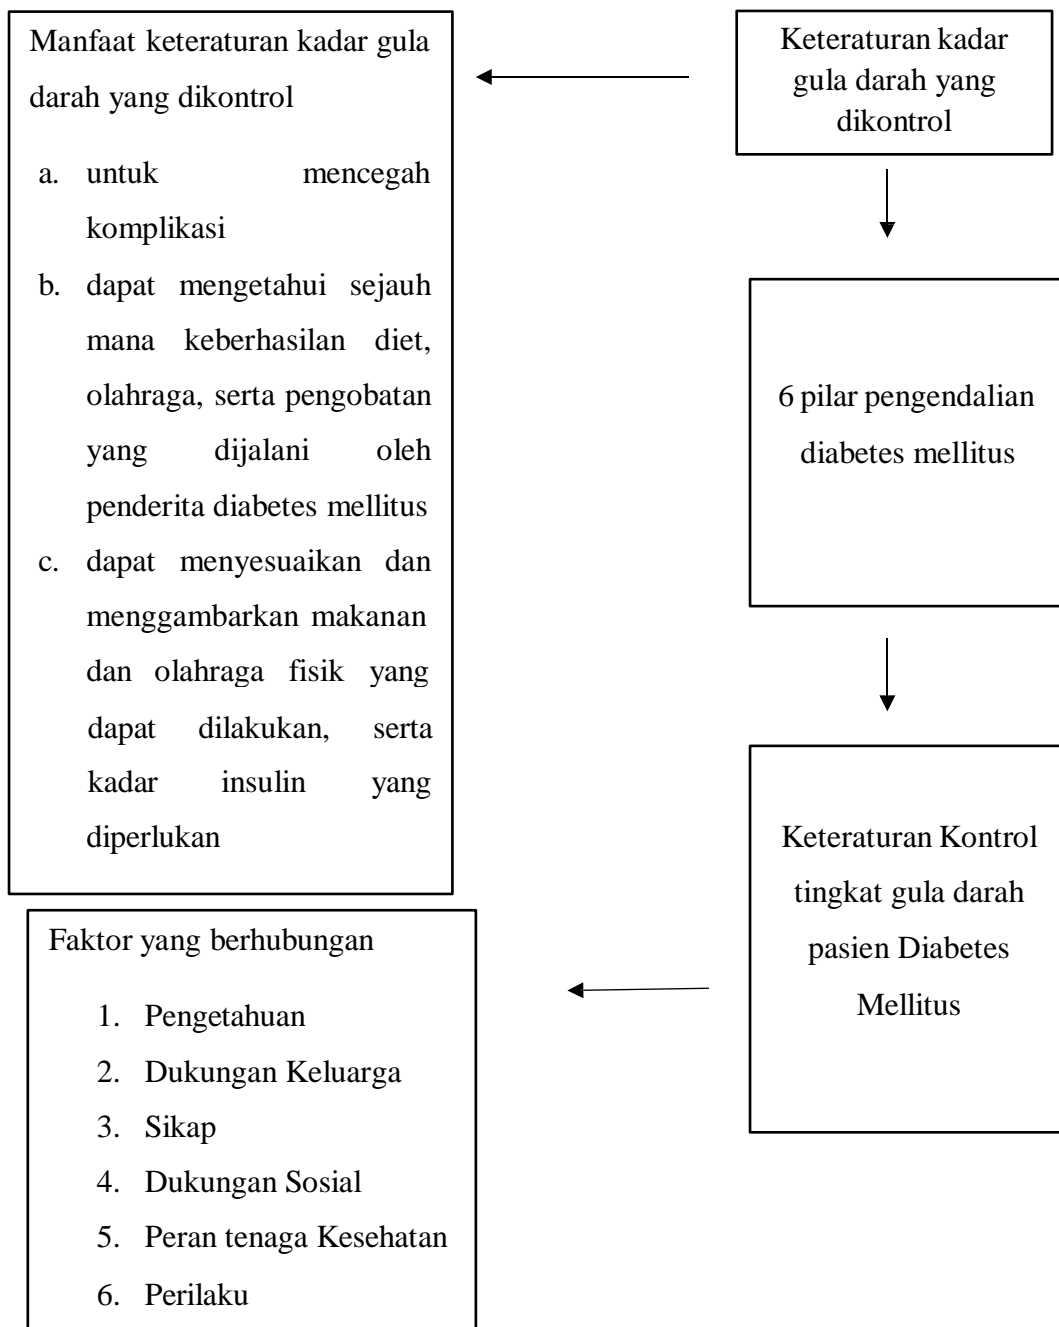 Manfaat keteraturan kadar gula
darah yang dikontrol
a. untuk mencegah
komplikasi
b. dapat mengetahui sejauh
mana keberhasilan diet,
olahraga, serta pengobatan
yang dijalani oleh
penderita diabetes mellitus
c. dapat menyesuaikan dan
menggambarkan makanan
dan olahraga fisik yang
dapat dilakukan, serta
kadar insulin yang
diperlukan
Keteraturan kadar
gula darah yang
dikontrol
6 pilar pengendalian
diabetes mellitus
Keteraturan Kontrol
tingkat gula darah
pasien Diabetes
Mellitus
Faktor yang berhubungan
1. Pengetahuan
2. Dukungan Keluarga
3. Sikap
4. Dukungan Sosial
5. Peran tenaga Kesehatan
6. Perilaku